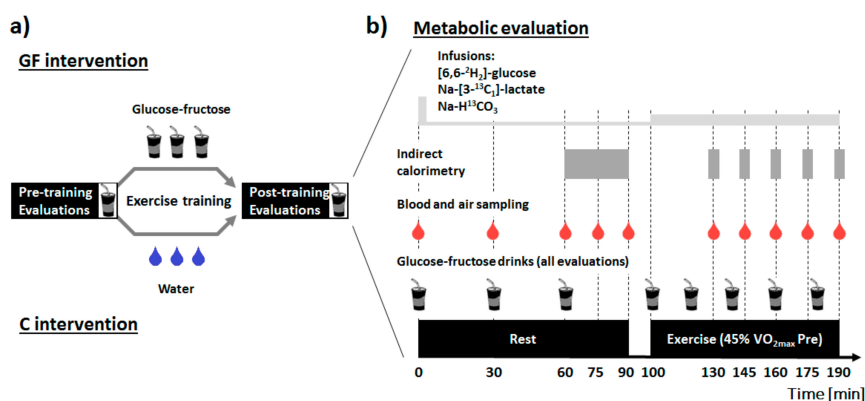 a)
GF intervention
Glucose-fructose
Pre-training
Evaluations
Exercise training
Post-training
Evaluations
Water
C intervention
b)
Metabolic evaluation
Infusions:
[6,6-²H₂]-glucose
Na-[3-¹³C₁]-lactate
Na-H¹³CO₃
Indirect
calorimetry
Blood and air sampling
Glucose-fructose drinks (all evaluations)
Rest
Exercise (45% VO₂ₘₐₓ Pre)
0 30 60 75 90 100 130 145 160 175 190
Time [min]